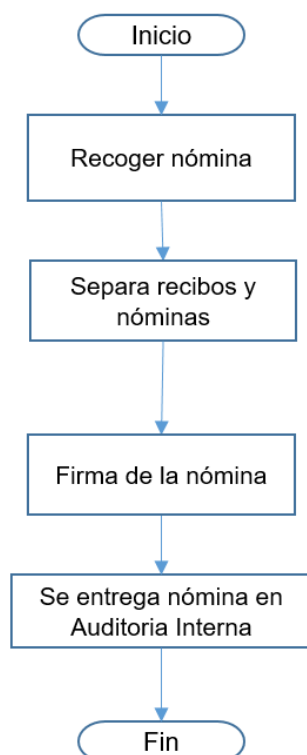 Inicio
Recoger nómina
Separa recibos y
nóminas
Firma de la nómina
Se entrega nómina en
Auditoria Interna
Fin